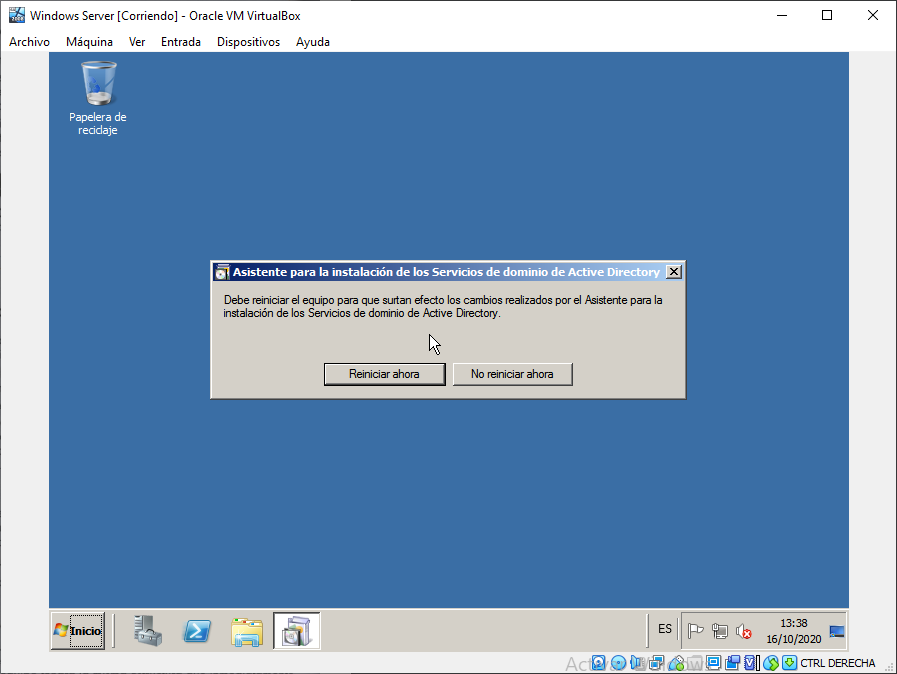 Windows Server [Corriendo] - Oracle VM VirtualBox
Archivo Máquina Ver Entrada Dispositivos Ayuda
Papelera de
reciclaje
Asistente para la instalación de los Servicios de dominio de Active Directory
Debe reiniciar el equipo para que surtan efecto los cambios realizados por el Asistente para la
instalación de los Servicios de dominio de Active Directory.
Reiniciar ahora No reiniciar ahora
Inicio ES 13:38
16/10/2020
CTRL DERECHA